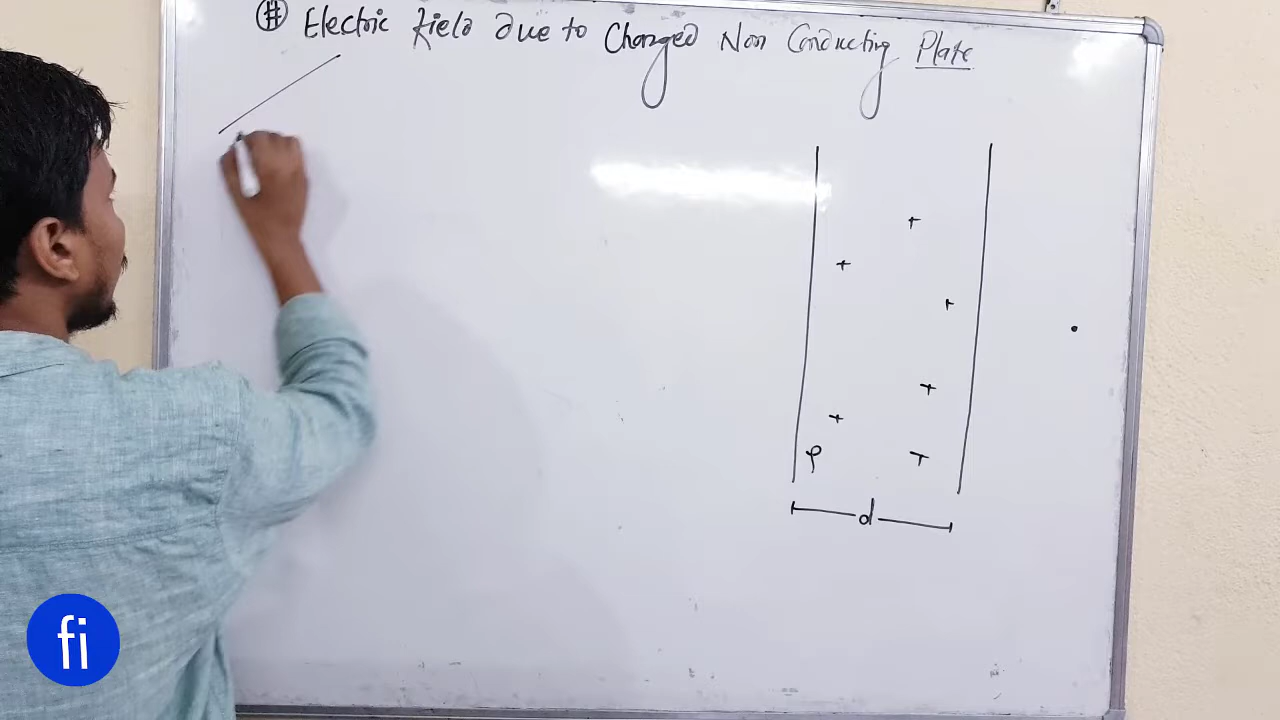 # Electric field Due to Charged Non Conducting Plate
+
+
+
+
+
ρ +
d
fi